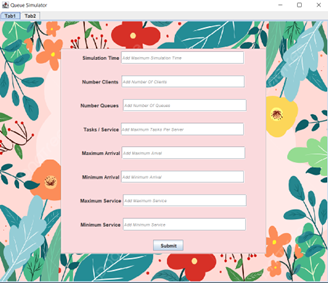 Queue Simulator
Tab1 Tab2
Simulation Time Add Maximum Simulation Time
Number Clients Add Number Of Clients
Number Queues Add Number Of Queues
Tasks / Service Add Maximum Tasks Per Server
Maximum Arrival Add Maximum Arrival
Minimum Arrival Add Minimum Arrival
Maximum Service Add Maximum Service
Minimum Service Add Minimum Service
Submit